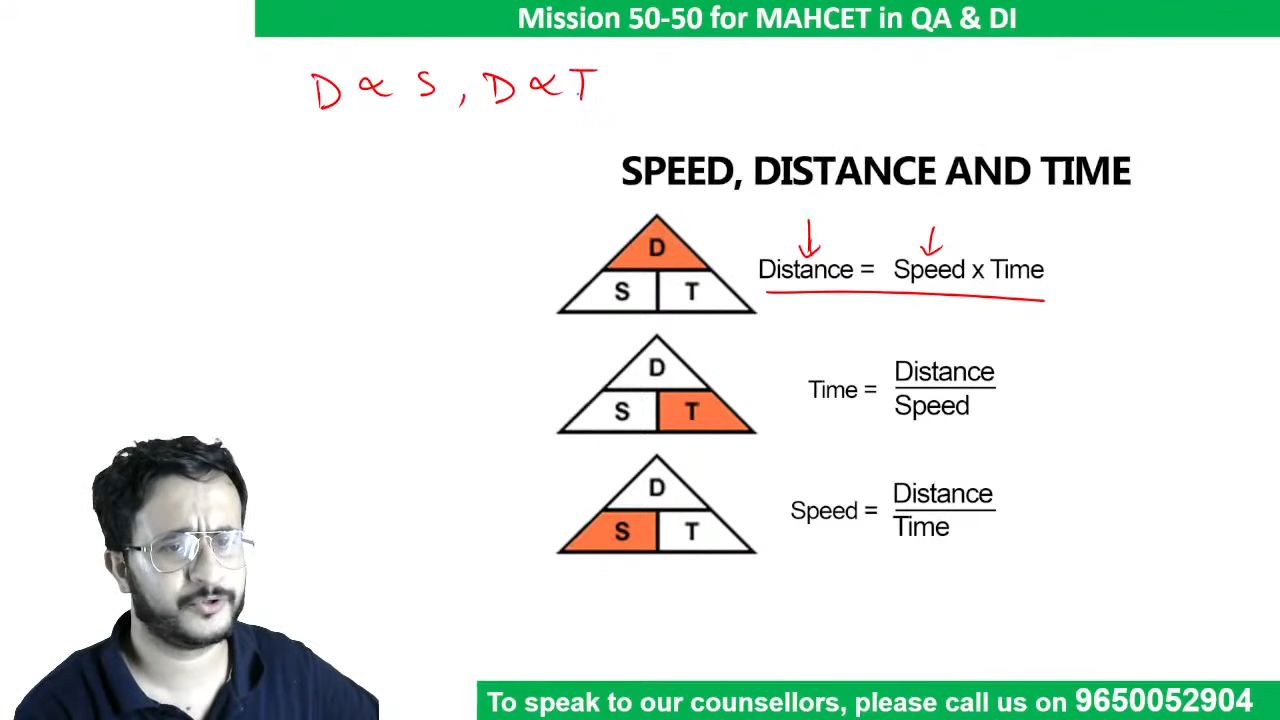 Mission 50-50 for MAHCET in QA & DI
D ∝ S, D ∝ T
SPEED, DISTANCE AND TIME
D
S T
Distance = Speed x Time
D
S T
Time = Distance
Speed
D
S T
Speed = Distance
Time
To speak to our counsellors, please call us on 9650052904